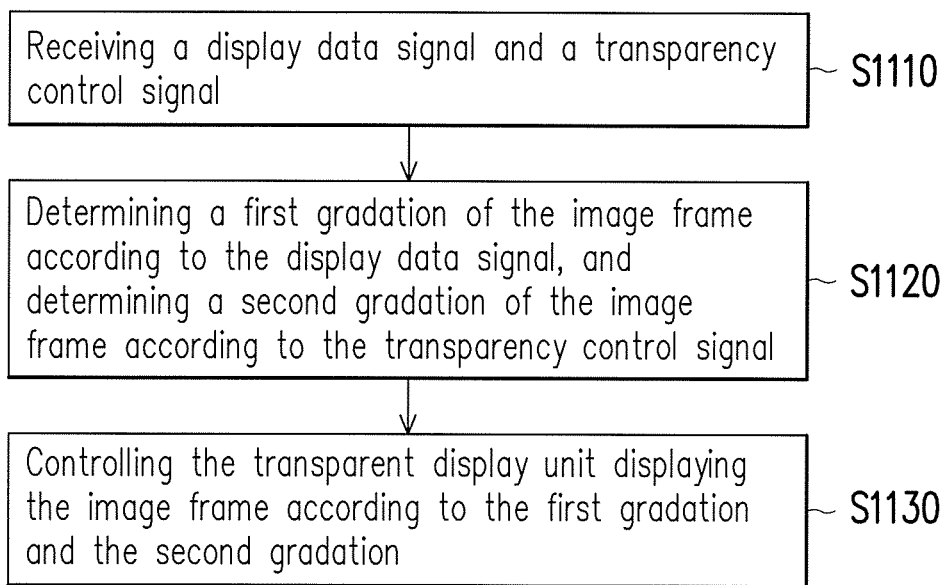 Receiving a display data signal and a transparency
control signal
S1110
Determining a first gradation of the image frame
according to the display data signal, and
determining a second gradation of the image
frame according to the transparency control signal
S1120
Controlling the transparent display unit displaying
the image frame according to the first gradation
and the second gradation
S1130